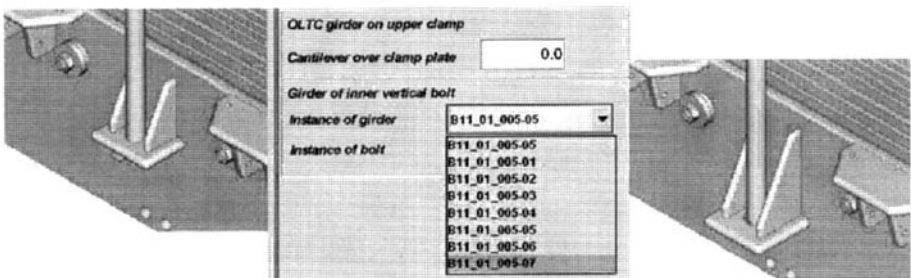 OLTC girder on upper clamp
Cantilever over clamp plate 0.0
Girder of inner vertical bolt
Instance of girder B11_01_005-05
Instance of bolt
B11_01_005-05
B11_01_005-01
B11_01_005-02
B11_01_005-03
B11_01_005-04
B11_01_005-05
B11_01_005-06
B11_01_005-07